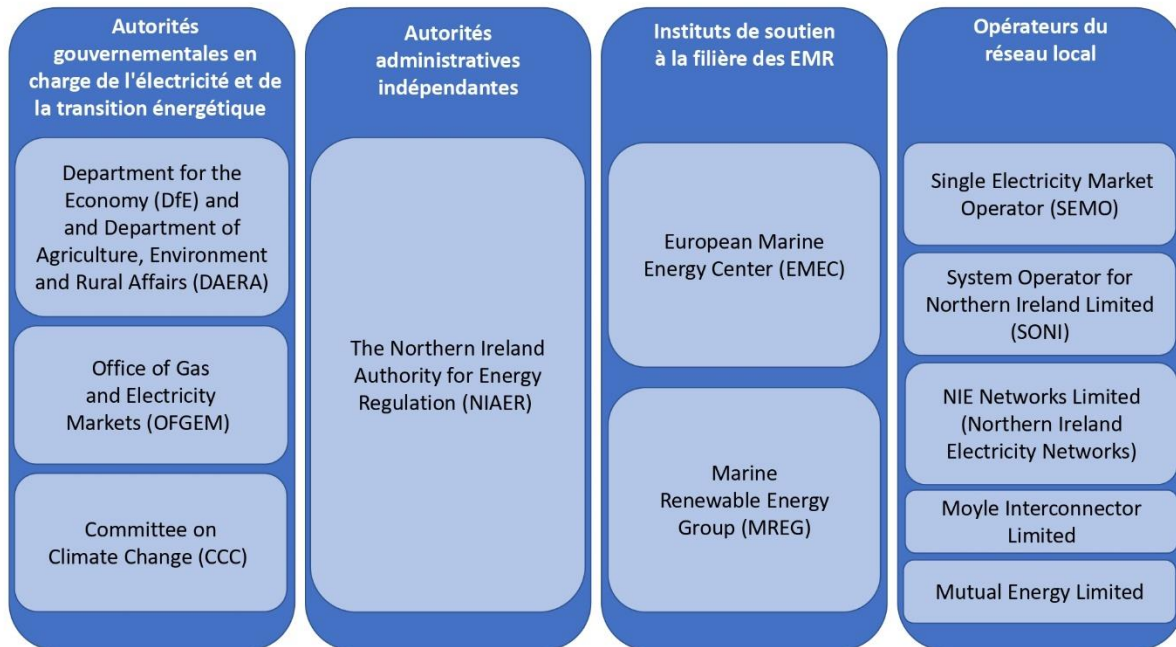 Autorités
gouvernementales en
charge de l'électricité et de
la transition énergétique
Department for the
Economy (DfE) and
and Department of
Agriculture, Environment
and Rural Affairs (DAERA)
Office of Gas
and Electricity
Markets (OFGEM)
Committee on
Climate Change (CCC)
Autorités
administratives
indépendantes
The Northern Ireland
Authority for Energy
Regulation (NIAER)
Instituts de soutien
à la filière des EMR
European Marine
Energy Center (EMEC)
Marine
Renewable Energy
Group (MREG)
Opérateurs du
réseau local
Single Electricity Market
Operator (SEMO)
System Operator for
Northern Ireland Limited
(SONI)
NIE Networks Limited
(Northern Ireland
Electricity Networks)
Moyle Interconnector
Limited
Mutual Energy Limited